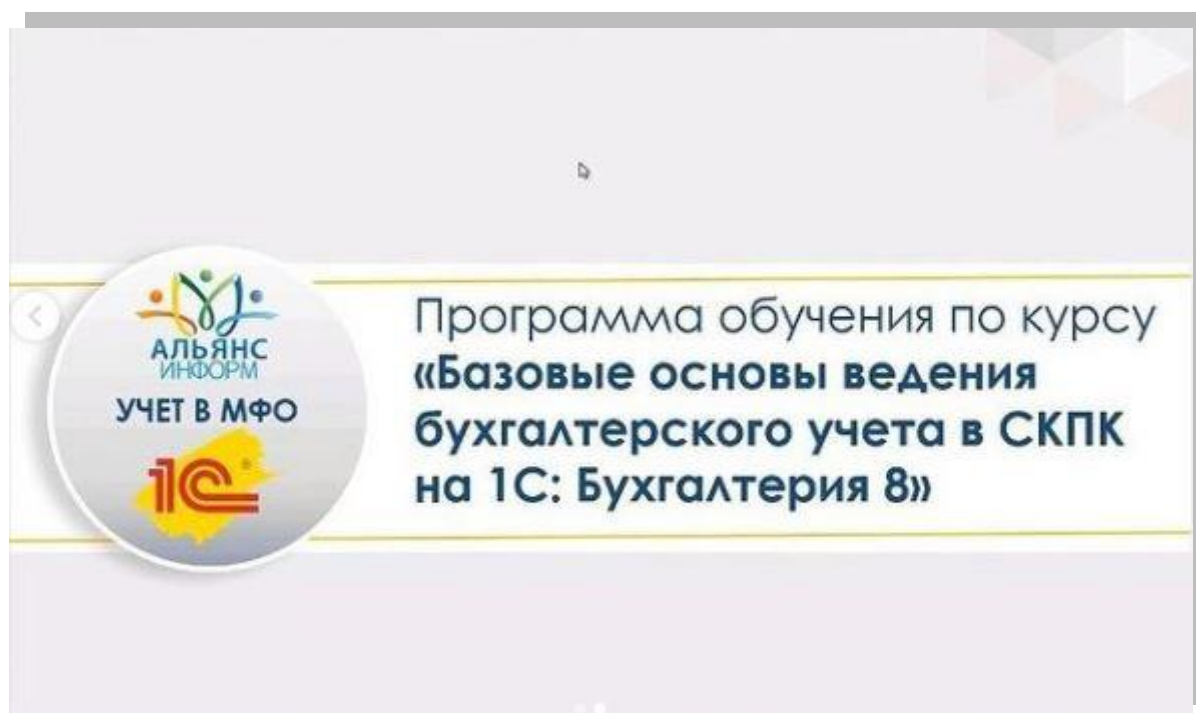 АЛЬЯНС
ИНФОРМ
УЧЕТ В МФО
1С®
Программа обучения по курсу
«Базовые основы ведения
бухгалтерского учета в СКПК
на 1С: Бухгалтерия 8»